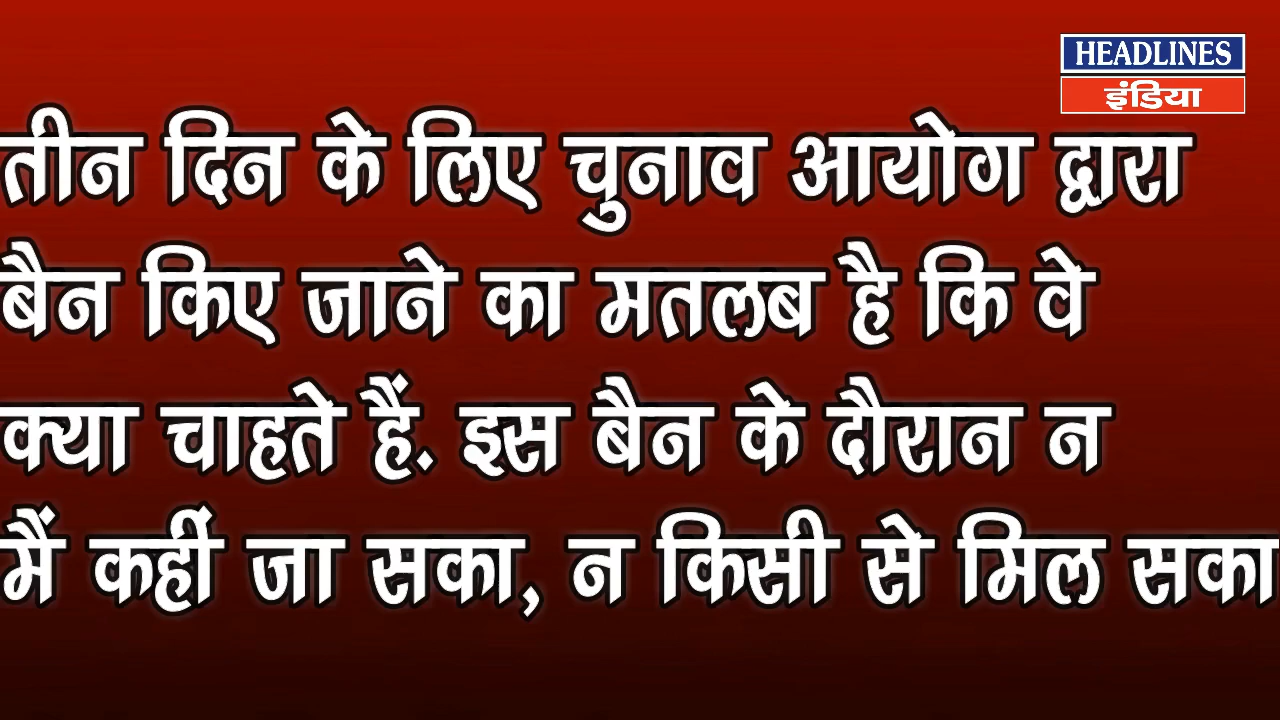 HEADLINES
इंडिया
तीन दिन के लिए चुनाव आयोग द्वारा
बैन किए जाने का मतलब है कि वे
क्या चाहते हैं. इस बैन के दौरान न
मैं कहीं जा सका, न किसी से मिल सका